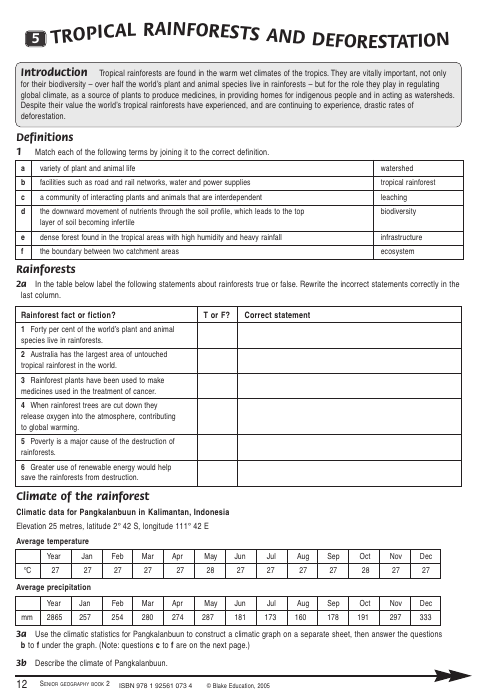 5 TROPICAL RAINFORESTS AND DEFORESTATION
Introduction Tropical rainforests are found in the warm wet climates of the tropics. They are vitally important, not only
for their biodiversity – over half the world's plant and animal species live in rainforests – but for the role they play in regulating
global climate, as a source of plants to produce medicines, in providing homes for indigenous people and in acting as watersheds.
Despite their value the world's tropical rainforests have experienced, and are continuing to experience, drastic rates of
deforestation.
Definitions
1 Match each of the following terms by joining it to the correct definition.
a variety of plant and animal life watershed
b facilities such as road and rail networks, water and power supplies tropical rainforest
c a community of interacting plants and animals that are interdependent leaching
d the downward movement of nutrients through the soil profile, which leads to the top biodiversity
layer of soil becoming infertile
e dense forest found in the tropical areas with high humidity and heavy rainfall infrastructure
f the boundary between two catchment areas ecosystem
Rainforests
2a In the table below label the following statements about rainforests true or false. Rewrite the incorrect statements correctly in the
last column.
Rainforest fact or fiction? T or F? Correct statement
1 Forty per cent of the world's plant and animal
species live in rainforests.
2 Australia has the largest area of untouched
tropical rainforest in the world.
3 Rainforest plants have been used to make
medicines used in the treatment of cancer.
4 When rainforest trees are cut down they
release oxygen into the atmosphere, contributing
to global warming.
5 Poverty is a major cause of the destruction of
rainforests.
6 Greater use of renewable energy would help
save the rainforests from destruction.
Climate of the rainforest
Climatic data for Pangkalanbuun in Kalimantan, Indonesia
Elevation 25 metres, latitude 2° 42 S, longitude 111° 42 E
Average temperature
Year Jan Feb Mar Apr May Jun Jul Aug Sep Oct Nov Dec
°C 27 27 27 27 27 28 27 27 27 27 28 27 27
Average precipitation
Year Jan Feb Mar Apr May Jun Jul Aug Sep Oct Nov Dec
mm 2865 257 254 280 274 287 181 173 160 178 191 297 333
3a Use the climatic statistics for Pangkalanbuun to construct a climatic graph on a separate sheet, then answer the questions
b to f under the graph. (Note: questions c to f are on the next page.)
3b Describe the climate of Pangkalanbuun.
12 SENIOR GEOGRAPHY BOOK 2 ISBN 978 1 92561 073 4 © Blake Education, 2005